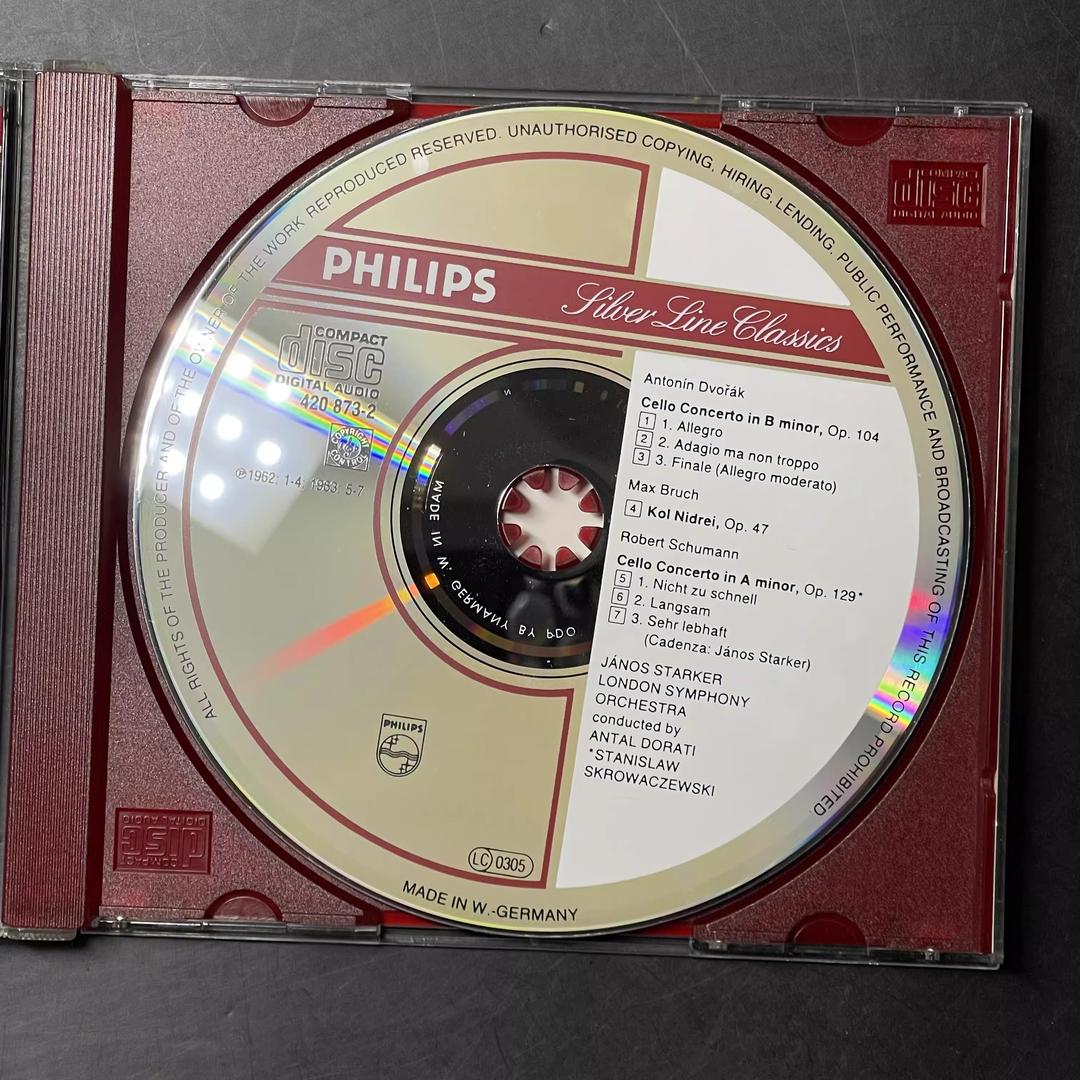 ALL RIGHTS OF THE PRODUCER AND OF THE OWNER OF THE WORK REPRODUCED RESERVED. UNAUTHORISED COPYING, HIRING, LENDING, PUBLIC PERFORMANCE AND BROADCASTING OF THIS RECORD PROHIBITED.
COMPACT
disc
DIGITAL AUDIO
PHILIPS
Silver Line Classics
COMPACT
disc
DIGITAL AUDIO
420 873-2
COPYRIGHT
CONTROL
℗1962: 1-4; 1963: 5-7
MADE IN W. GERMANY BY PDO
Antonín Dvořák
Cello Concerto in B minor, Op. 104
1 1. Allegro
2 2. Adagio ma non troppo
3 3. Finale (Allegro moderato)
Max Bruch
4 Kol Nidrei, Op. 47
Robert Schumann
Cello Concerto in A minor, Op. 129*
5 1. Nicht zu schnell
6 2. Langsam
7 3. Sehr lebhaft
(Cadenza: János Starker)
JÁNOS STARKER
LONDON SYMPHONY
ORCHESTRA
conducted by
ANTAL DORATI
*STANISLAW
SKROWACZEWSKI
PHILIPS
LC 0305
MADE IN W.-GERMANY
COMPACT
disc
DIGITAL AUDIO